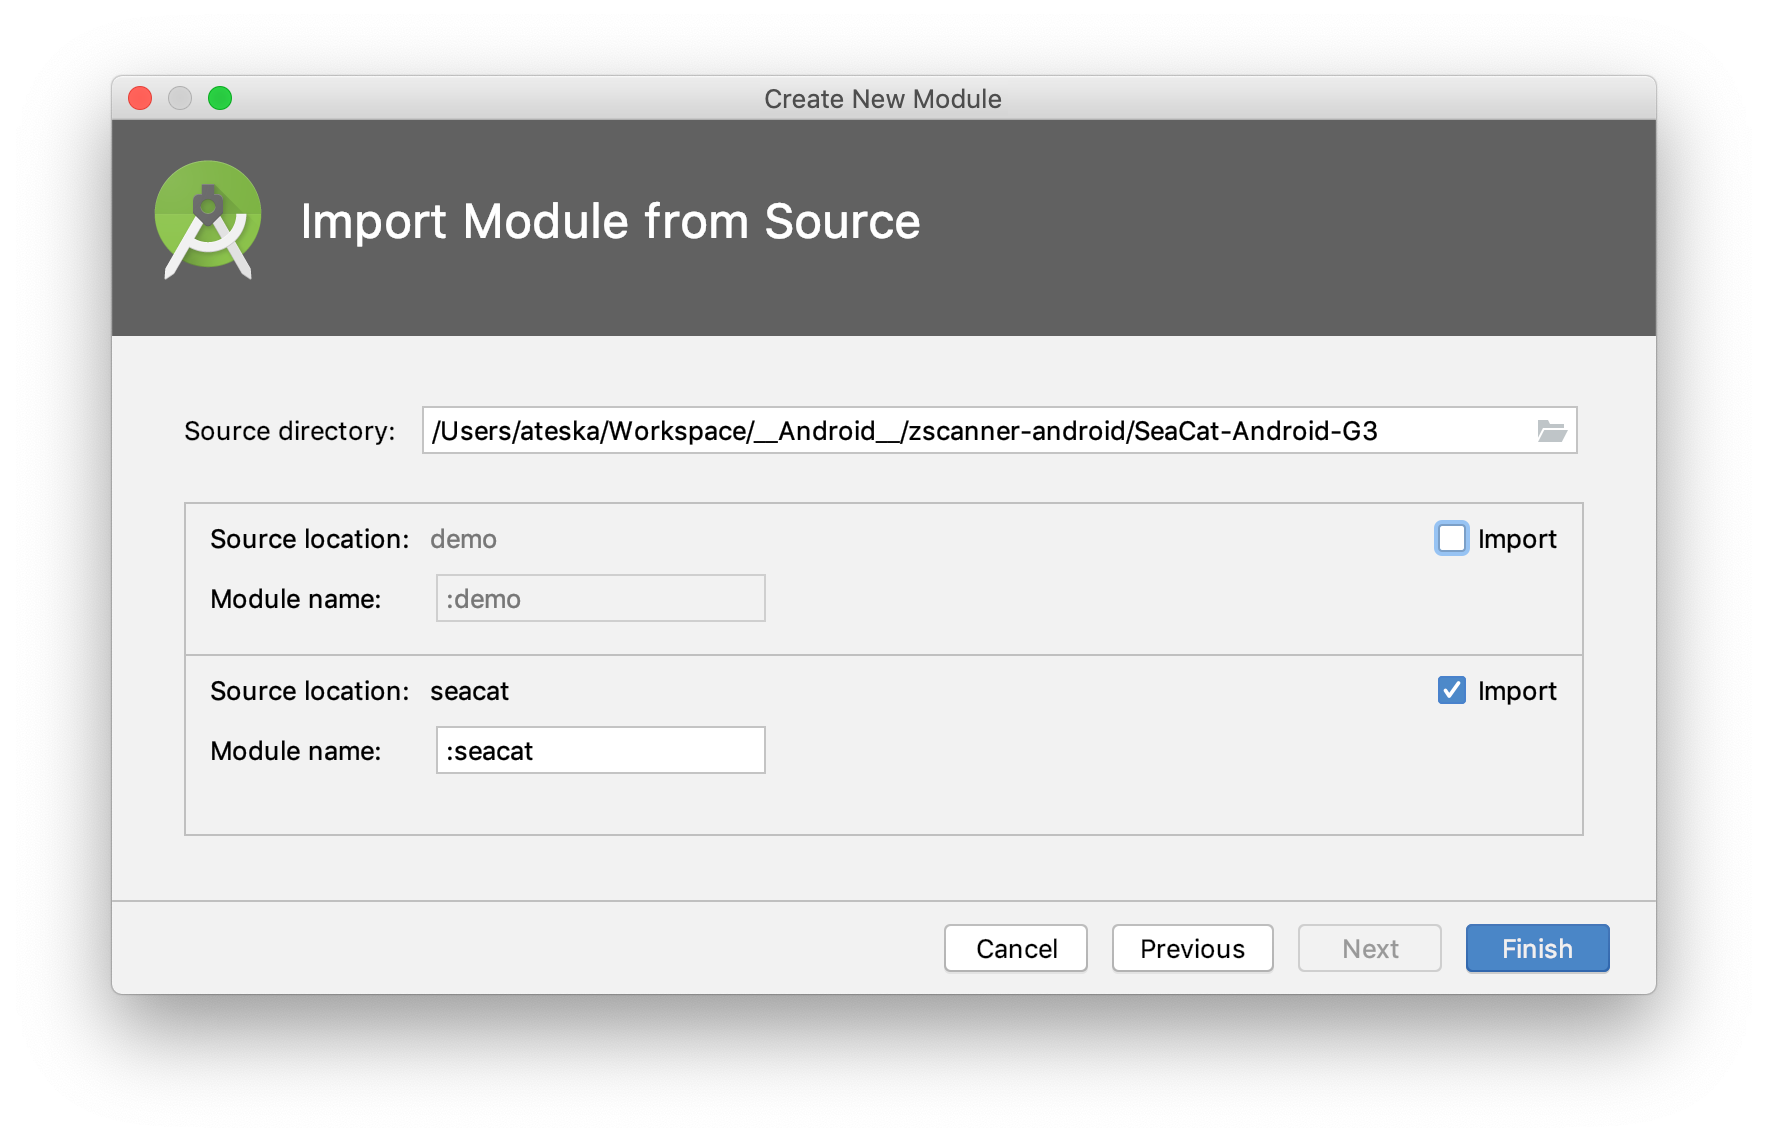 Create New Module
Import Module from Source
Source directory: /Users/ateska/Workspace/__Android__/zscanner-android/SeaCat-Android-G3
Source location: demo Import
Module name: :demo
Source location: seacat Import
Module name: :seacat
Cancel Previous Next Finish